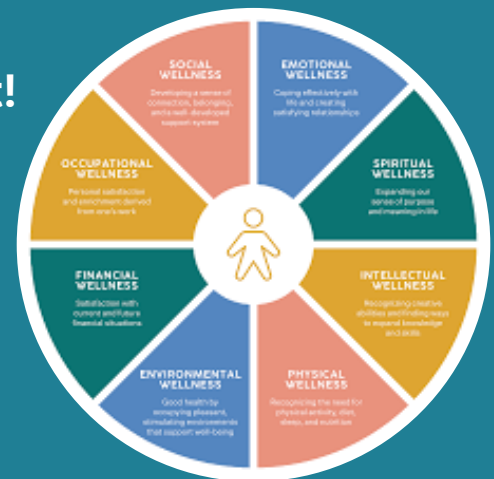 t!
SOCIAL
WELLNESS
Developing a sense of
connection, belonging,
and a well-developed
support system
EMOTIONAL
WELLNESS
Coping effectively with
life and creating
satisfying relationships
SPIRITUAL
WELLNESS
Expanding our
sense of purpose
and meaning in life
INTELLECTUAL
WELLNESS
Recognizing creative
abilities and finding ways
to expand knowledge
and skills
PHYSICAL
WELLNESS
Recognizing the need for
physical activity, diet,
sleep, and nutrition
ENVIRONMENTAL
WELLNESS
Good health by
occupying pleasant,
stimulating environments
that support well-being
FINANCIAL
WELLNESS
Satisfaction with
current and future
financial situations
OCCUPATIONAL
WELLNESS
Personal satisfaction
and enrichment derived
from one's work